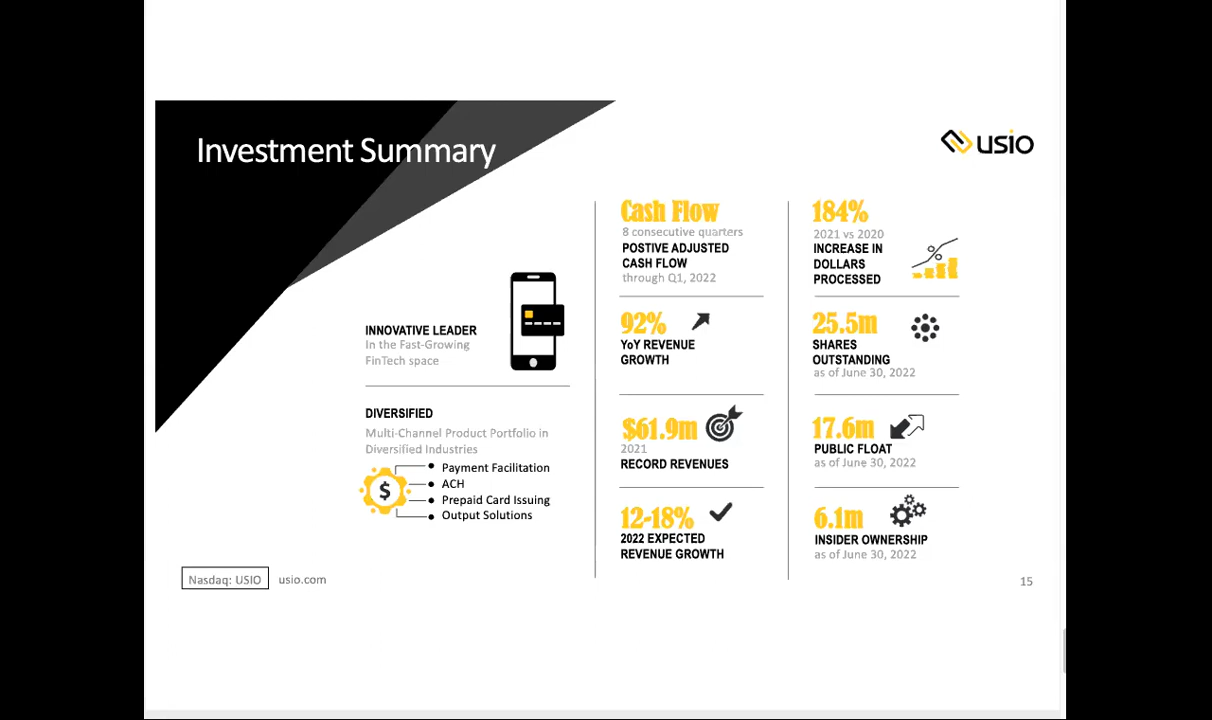 Investment Summary
usio
INNOVATIVE LEADER
In the Fast-Growing
FinTech space
DIVERSIFIED
Multi-Channel Product Portfolio in
Diversified Industries
$
• Payment Facilitation
• ACH
• Prepaid Card Issuing
• Output Solutions
Cash Flow
8 consecutive quarters
POSTIVE ADJUSTED
CASH FLOW
through Q1, 2022
92%
YoY REVENUE
GROWTH
$61.9m
2021
RECORD REVENUES
12-18%
2022 EXPECTED
REVENUE GROWTH
184%
2021 vs 2020
INCREASE IN
DOLLARS
PROCESSED
%
25.5m
SHARES
OUTSTANDING
as of June 30, 2022
17.6m
PUBLIC FLOAT
as of June 30, 2022
6.1m
INSIDER OWNERSHIP
as of June 30, 2022
Nasdaq: USIO usio.com
15